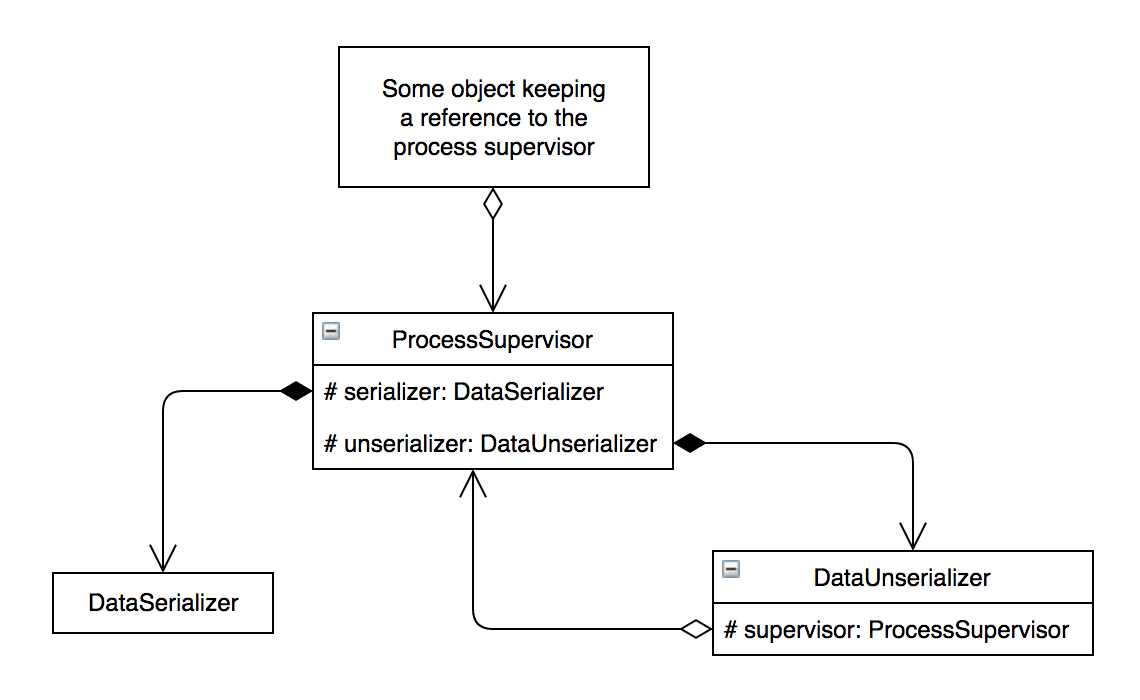 Some object keeping
a reference to the
process supervisor
ProcessSupervisor
# serializer: DataSerializer
# unserializer: DataUnserializer
DataSerializer
DataUnserializer
# supervisor: ProcessSupervisor